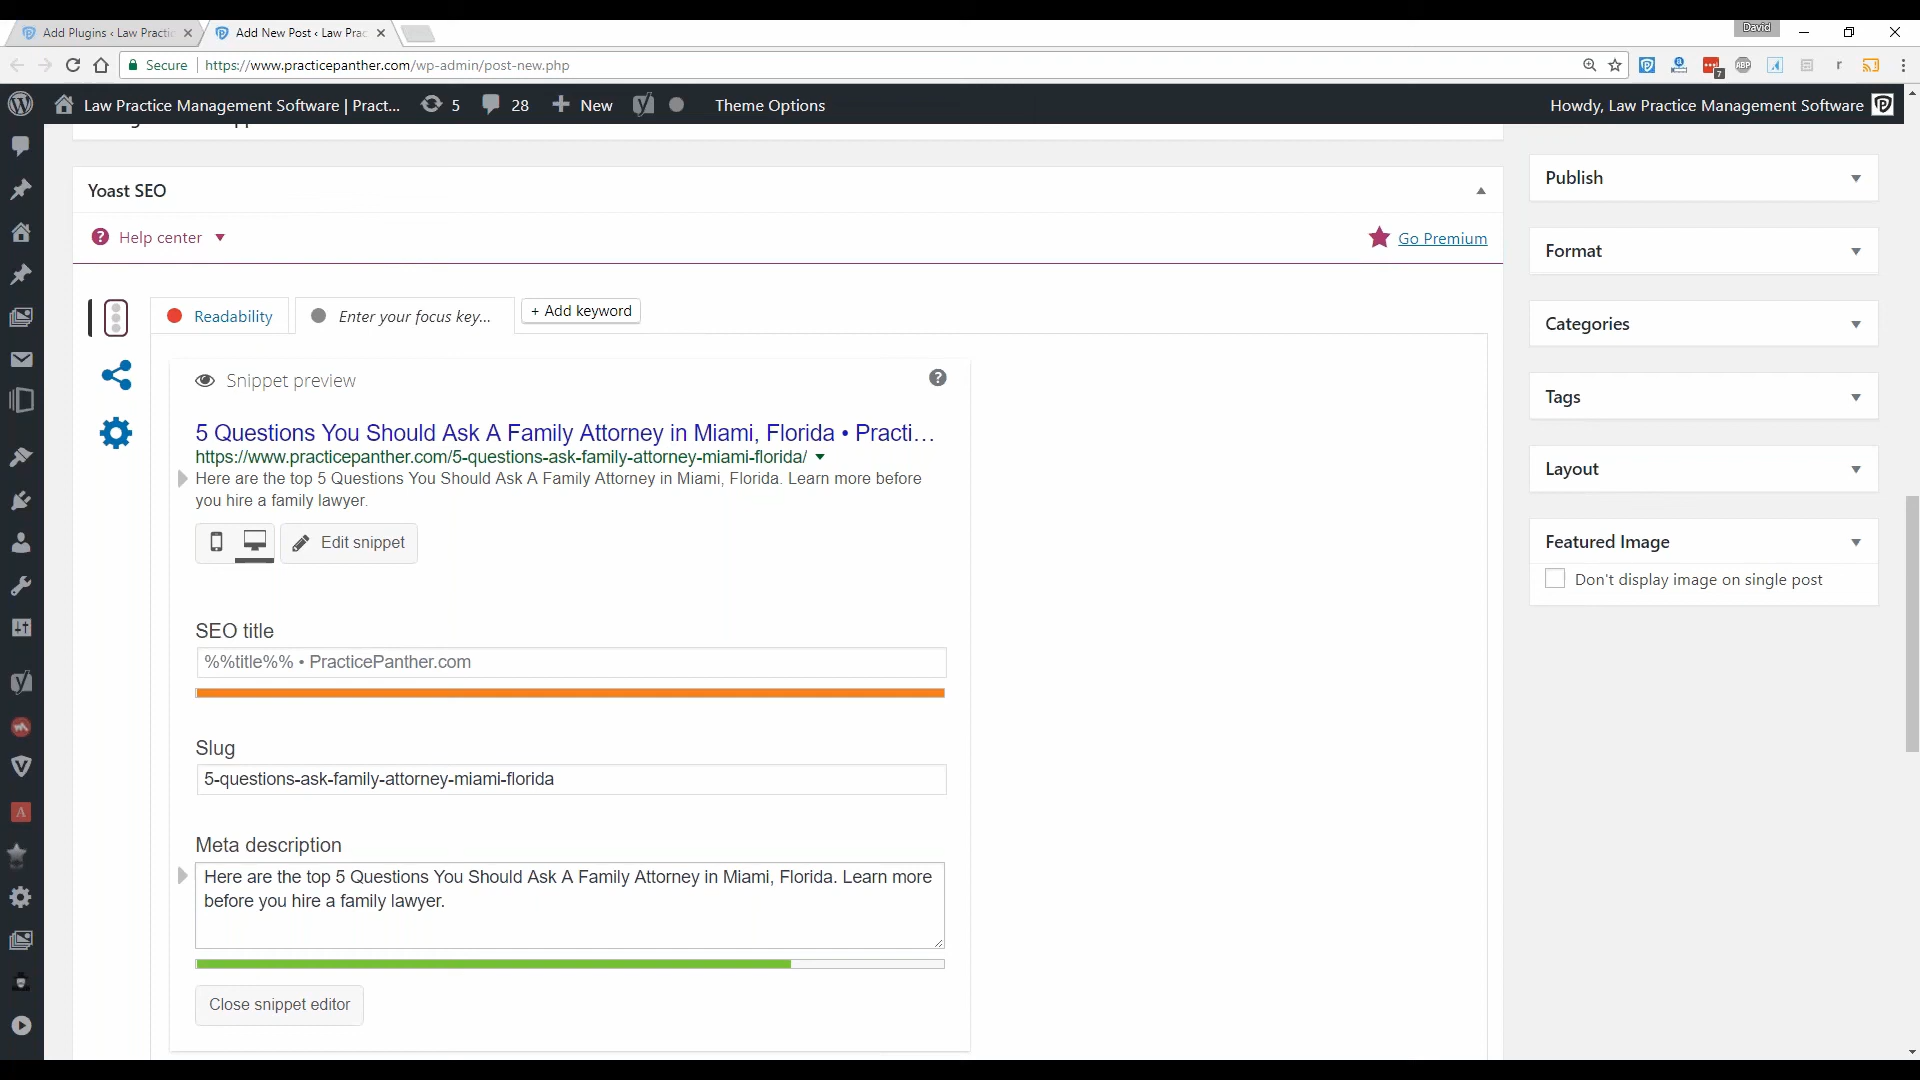 Add Plugins ‹ Law Practic
Add New Post ‹ Law Prac
David
Secure
https://www.practicepanther.com/wp-admin/post-new.php
7
ABP
r
Law Practice Management Software | Pract...
5
28
New
Theme Options
Howdy, Law Practice Management Software
Yoast SEO
Help center
Go Premium
Readability
Enter your focus key...
+ Add keyword
Snippet preview
5 Questions You Should Ask A Family Attorney in Miami, Florida • Practi...
https://www.practicepanther.com/5-questions-ask-family-attorney-miami-florida/
Here are the top 5 Questions You Should Ask A Family Attorney in Miami, Florida. Learn more before
you hire a family lawyer.
Edit snippet
SEO title
%%title%% • PracticePanther.com
Slug
5-questions-ask-family-attorney-miami-florida
Meta description
Here are the top 5 Questions You Should Ask A Family Attorney in Miami, Florida. Learn more
before you hire a family lawyer.
Close snippet editor
Publish
Format
Categories
Tags
Layout
Featured Image
Don't display image on single post